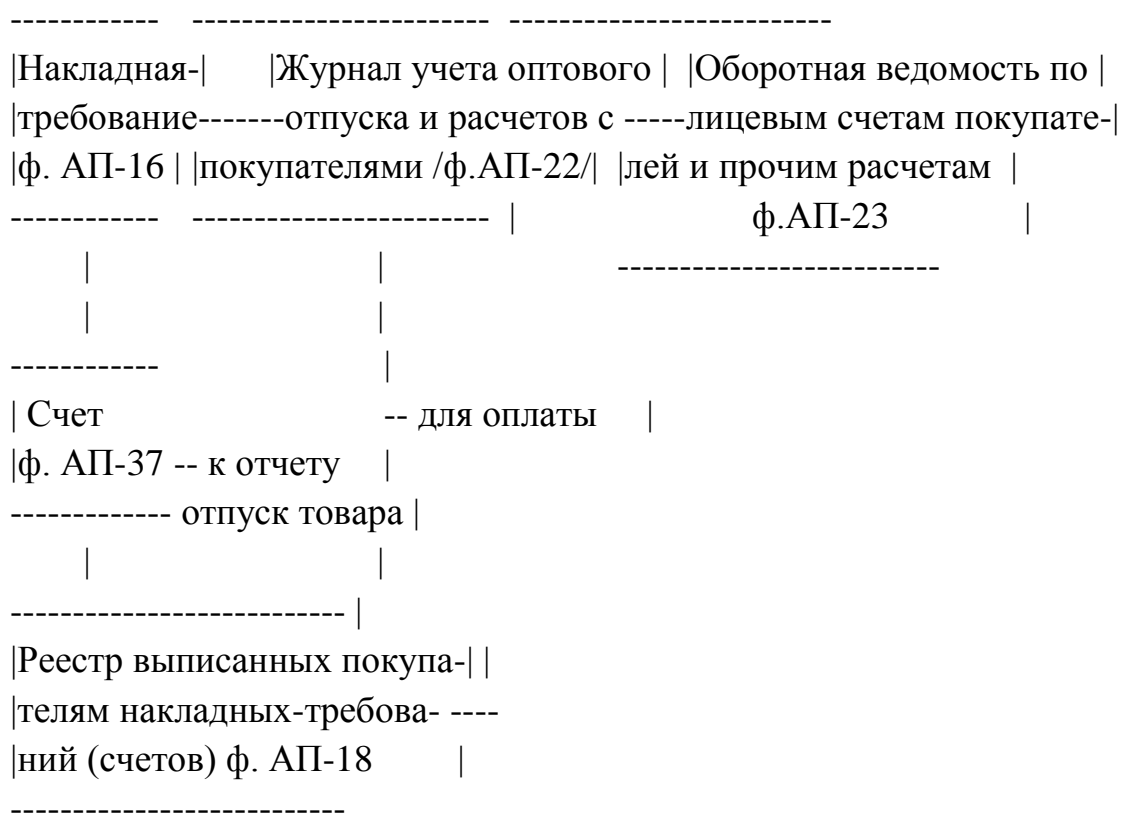 ------------ ------------------------ --------------------------
|Накладная-| |Журнал учета оптового | |Оборотная ведомость по |
|требование-------отпуска и расчетов с -----лицевым счетам покупате-|
|ф. АП-16 | |покупателями /ф.АП-22/| |лей и прочим расчетам |
------------ ------------------------ | ф.АП-23 |
| | --------------------------
| |
------------ |
| Счет -- для оплаты |
|ф. АП-37 -- к отчету |
------------- отпуск товара |
| |
--------------------------- |
|Реестр выписанных покупа-| |
|телям накладных-требова- ----
|ний (счетов) ф. АП-18 |
---------------------------